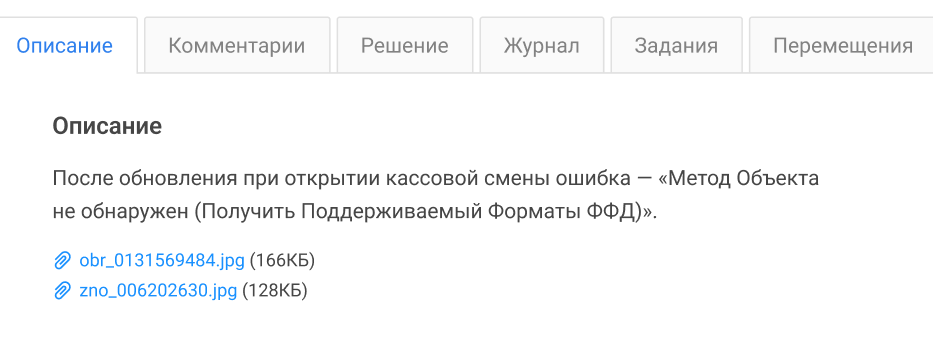 Описание Комментарии Решение Журнал Задания Перемещения
Описание
После обновления при открытии кассовой смены ошибка — «Метод Объекта
не обнаружен (Получить Поддерживаемый Форматы ФФД)».
obr_0131569484.jpg (166КБ)
zno_006202630.jpg (128КБ)